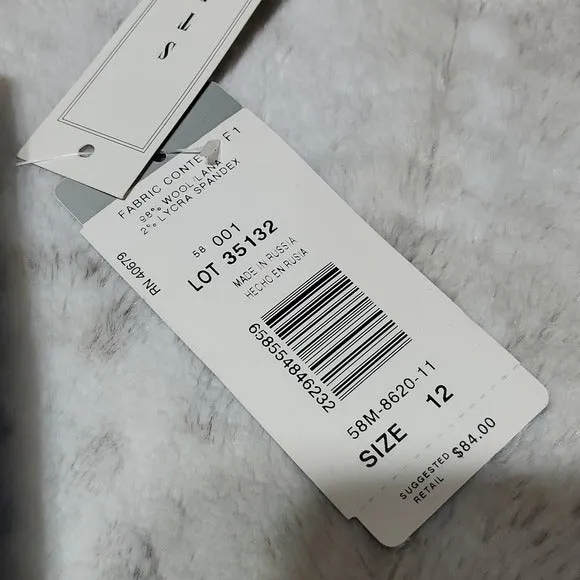 U S
FABRIC CONTE F1
98% WOOL/LANA
2% LYCRA SPANDEX
RN 40679
58 001
LOT 35132
MADE IN RUSSIA
HECHO EN RUSIA
658554846232
58M-8620-11
SIZE 12
SUGGESTED
RETAIL $84.00